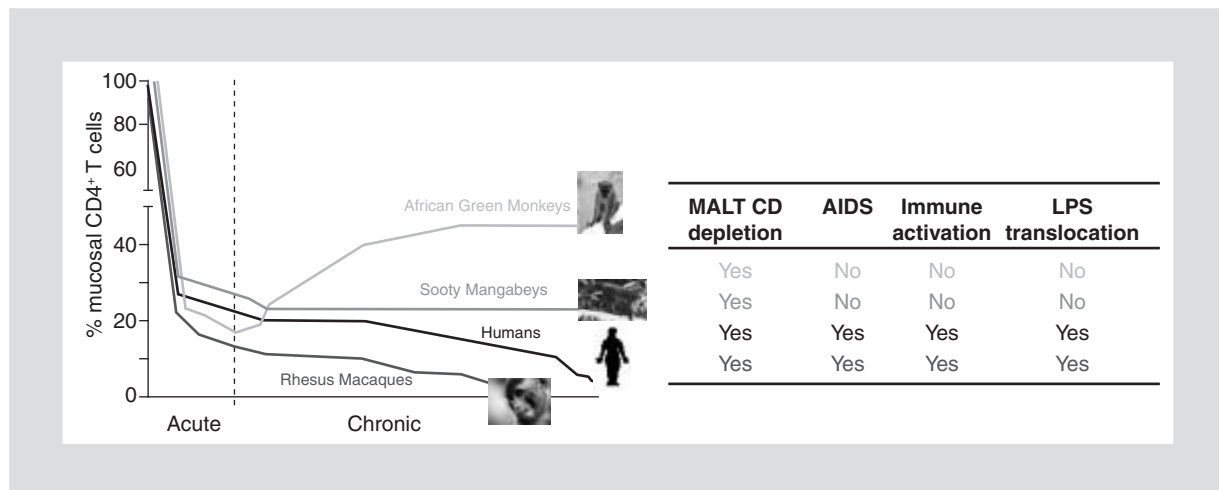 100
80
60
40
20
0
% mucosal CD4+ T cells
African Green Monkeys
Sooty Mangabeys
Humans
Rhesus Macaques
Acute
Chronic
MALT CD AIDS Immune LPS
depletion activation translocation
Yes No No No
Yes No No No
Yes Yes Yes Yes
Yes Yes Yes Yes